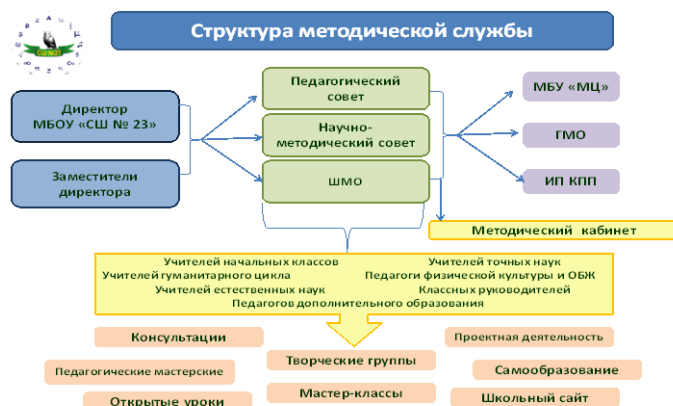 Структура методической службы
Педагогический
совет
МБУ «МЦ»
Директор
МБОУ «СШ № 23»
Научно-
методический совет
ГМО
Заместители
директора
ШМО
ИП КПП
Методический кабинет
Учителей начальных классов Учителей точных наук
Учителей гуманитарного цикла Педагоги физической культуры и ОБЖ
Учителей естественных наук Классных руководителей
Педагогов дополнительного образования
Консультации
Творческие группы
Проектная деятельность
Педагогические мастерские
Самообразование
Открытые уроки
Мастер-классы
Школьный сайт